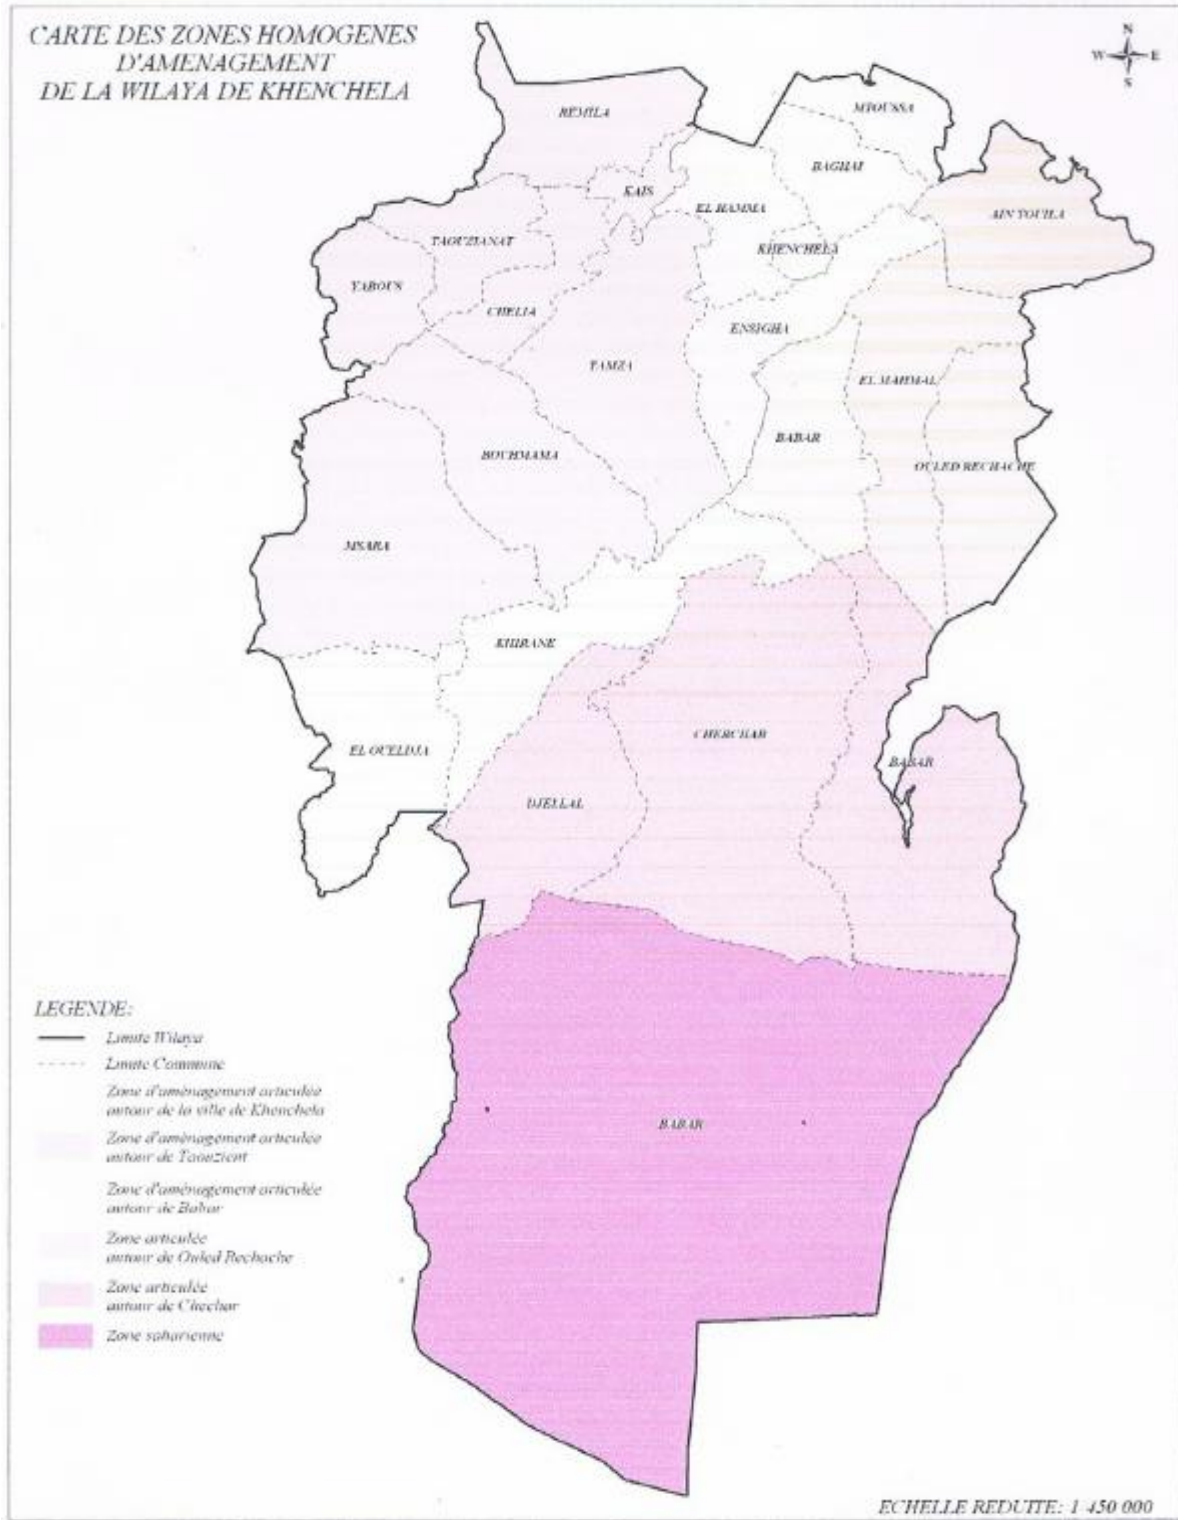 CARTE DES ZONES HOMOGENES
D'AMENAGEMENT
DE LA WILAYA DE KHENCHELA
N
W E
S
REMILA
MTOUSSA
BAGHAI
KAIS
EL HAMMA
AIN TOUILA
TAOUZIANAT
KHENCHELA
YABOUS
CHELIA
ENSIGHA
YAMZA
EL MAHMAL
BABAR
BOUHMAMA
OULED RECHACHE
MSARA
KHIRANE
CHERCHAR
EL OUELDJA
BABAR
DJELLAL
BABAR
LEGENDE:
Limite Wilaya
Limite Commune
Zone d'aménagement articulée
autour de la ville de Khenchela
Zone d'aménagement articulée
autour de Taouzient
Zone d'aménagement articulée
autour de Babar
Zone articulée
autour de Ouled Rechache
Zone articulée
autour de Chechar
Zone saharienne
ECHELLE REDUITE: 1 450 000